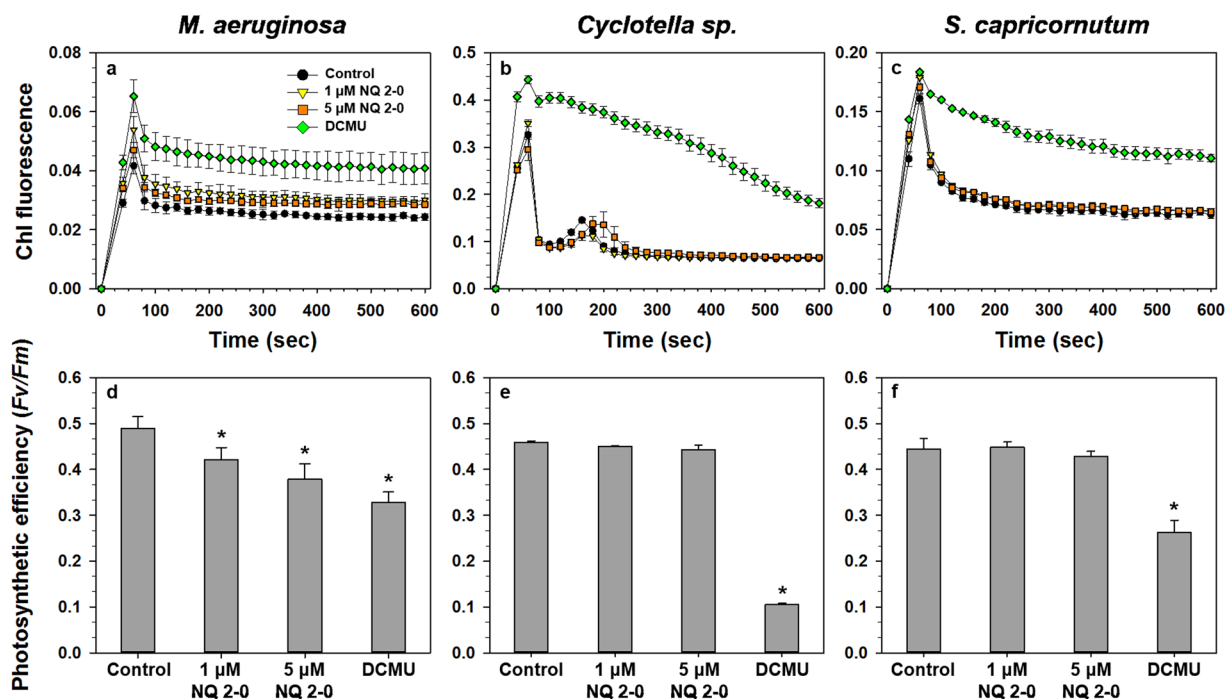 M. aeruginosa
Cyclotella sp.
S. capricornutum
Chl fluorescence
a
0.08
0.06
0.04
0.02
0.00
Control
1 µM NQ 2-0
5 µM NQ 2-0
DCMU
0 100 200 300 400 500 600
Time (sec)
b
0.5
0.4
0.3
0.2
0.1
0.0
0 100 200 300 400 500 600
Time (sec)
c
0.20
0.15
0.10
0.05
0.00
0 100 200 300 400 500 600
Time (sec)
Photosynthetic efficiency (Fv/Fm)
d
0.6
0.5
0.4
0.3
0.2
0.1
0.0
* * *
Control 1 µM 5 µM DCMU
NQ 2-0 NQ 2-0
e
0.6
0.5
0.4
0.3
0.2
0.1
0.0
*
Control 1 µM 5 µM DCMU
NQ 2-0 NQ 2-0
f
0.6
0.5
0.4
0.3
0.2
0.1
0.0
*
Control 1 µM 5 µM DCMU
NQ 2-0 NQ 2-0